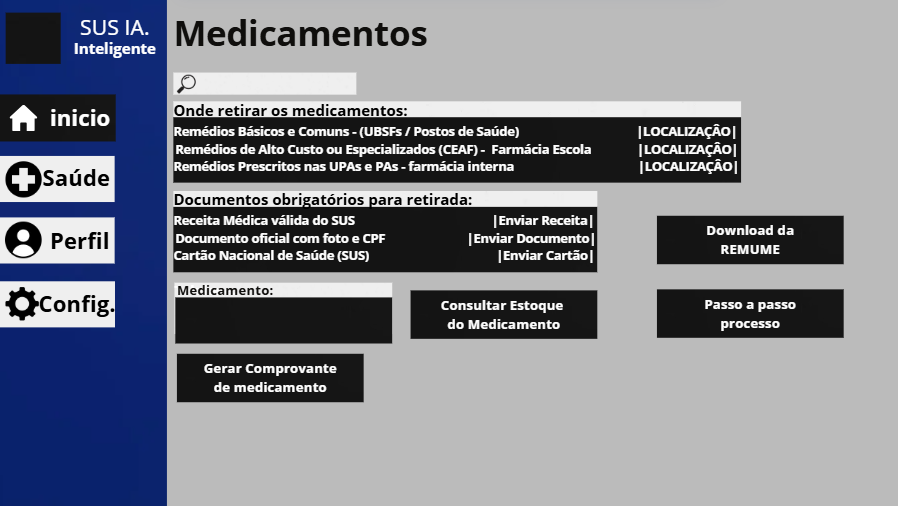 SUS IA.
Inteligente
inicio
Saúde
Perfil
Config.
Medicamentos
Onde retirar os medicamentos:
Remédios Básicos e Comuns - (UBSFs / Postos de Saúde) |LOCALIZAÇÂO|
Remédios de Alto Custo ou Especializados (CEAF) - Farmácia Escola |LOCALIZAÇÂO|
Remédios Prescritos nas UPAs e PAs - farmácia interna |LOCALIZAÇÂO|
Documentos obrigatórios para retirada:
Receita Médica válida do SUS |Enviar Receita|
Documento oficial com foto e CPF |Enviar Documento|
Cartão Nacional de Saúde (SUS) |Enviar Cartão|
Download da
REMUME
Medicamento:
Consultar Estoque
do Medicamento
Passo a passo
processo
Gerar Comprovante
de medicamento